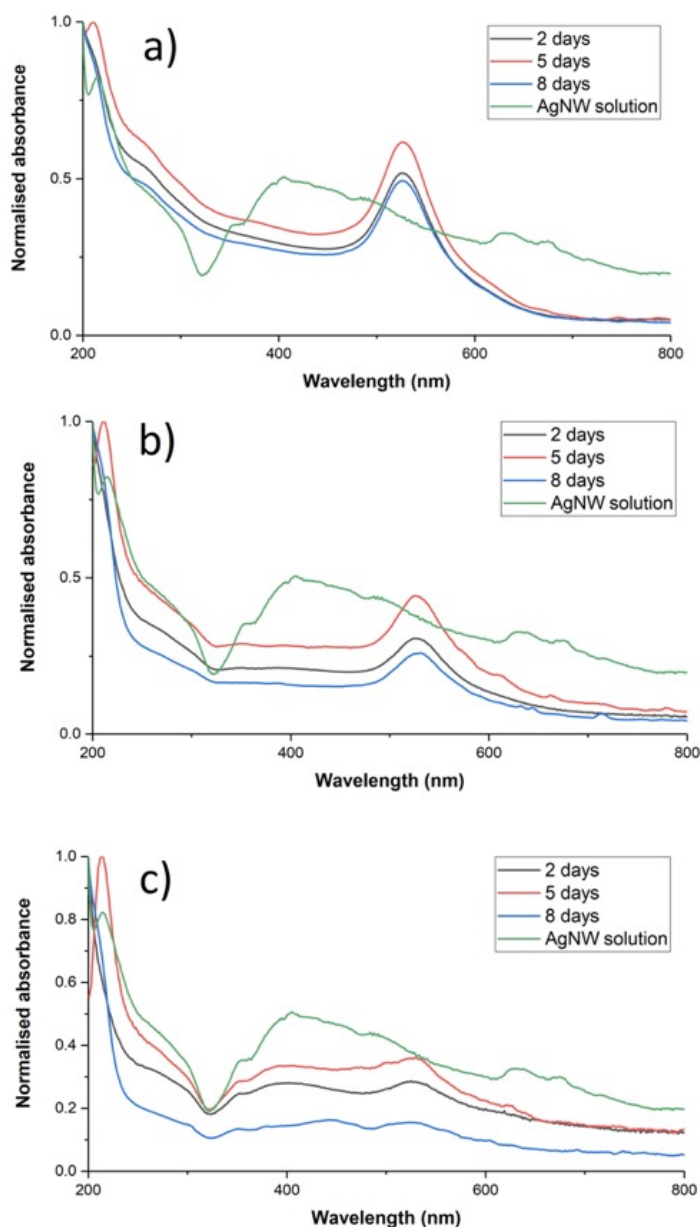 a)
2 days
5 days
8 days
AgNW solution
Normalised absorbance
1.0
0.5
0.0
200
400
600
800
Wavelength (nm)
b)
2 days
5 days
8 days
AgNW solution
Normalised absorbance
1.0
0.5
0.0
200
400
600
800
Wavelength (nm)
c)
2 days
5 days
8 days
AgNW solution
Normalised absorbance
1.0
0.8
0.6
0.4
0.2
0.0
200
400
600
800
Wavelength (nm)